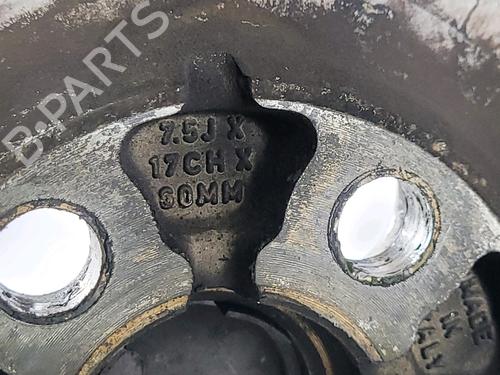 B-PARTS
7.5J X
17CH X
60MM
MADE
IN
ITALY